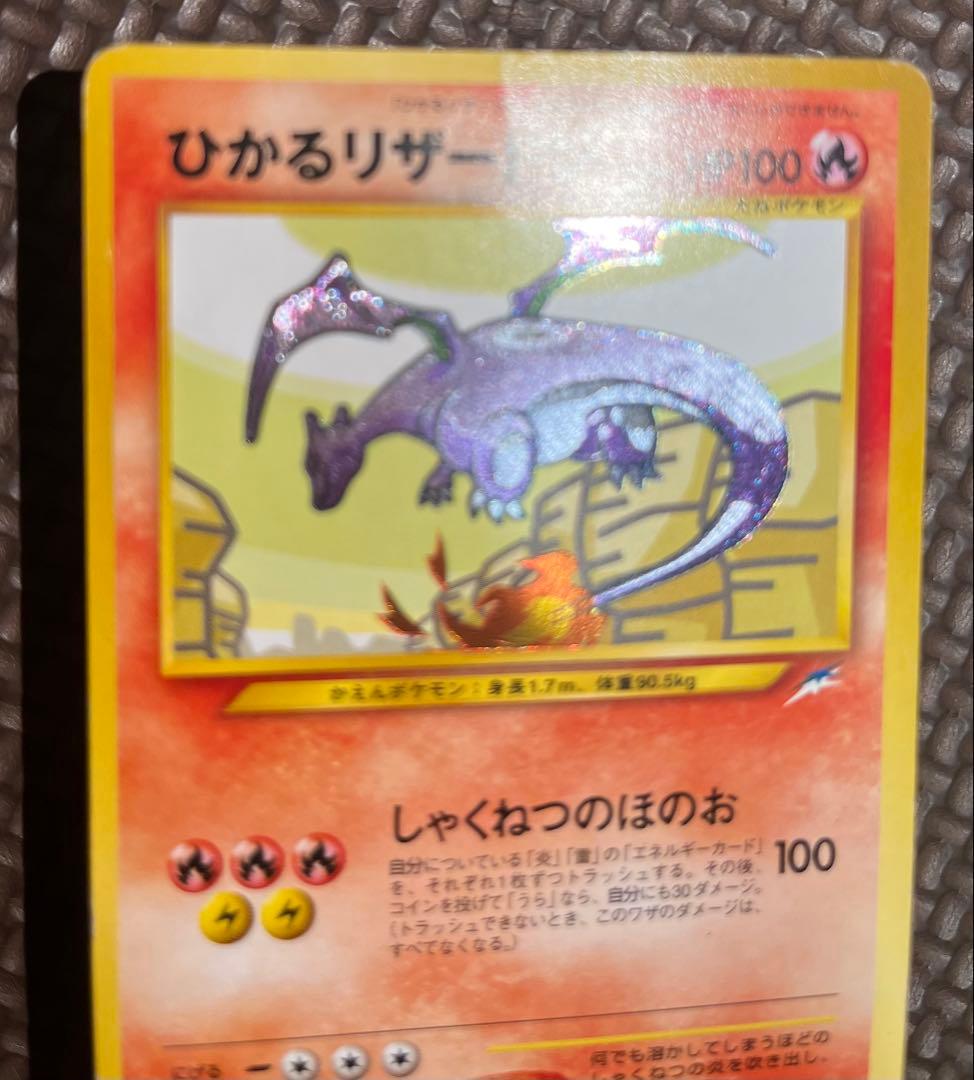 ひかるリザー
HP100
たねポケモン
かえんポケモン：身長1.7m、体重90.5kg
しゃくねつのほのお
100
自分についている「炎」「雷」の「エネルギーカード」
を、それぞれ1枚ずつトラッシュする。その後、
コインを投げて「うら」なら、自分にも30ダメージ。
(トラッシュできないとき、このワザのダメージは、
すべてなくなる。)
にげる
何でも溶かしてしまうほどの
しゃくねつの炎を吹き出し、